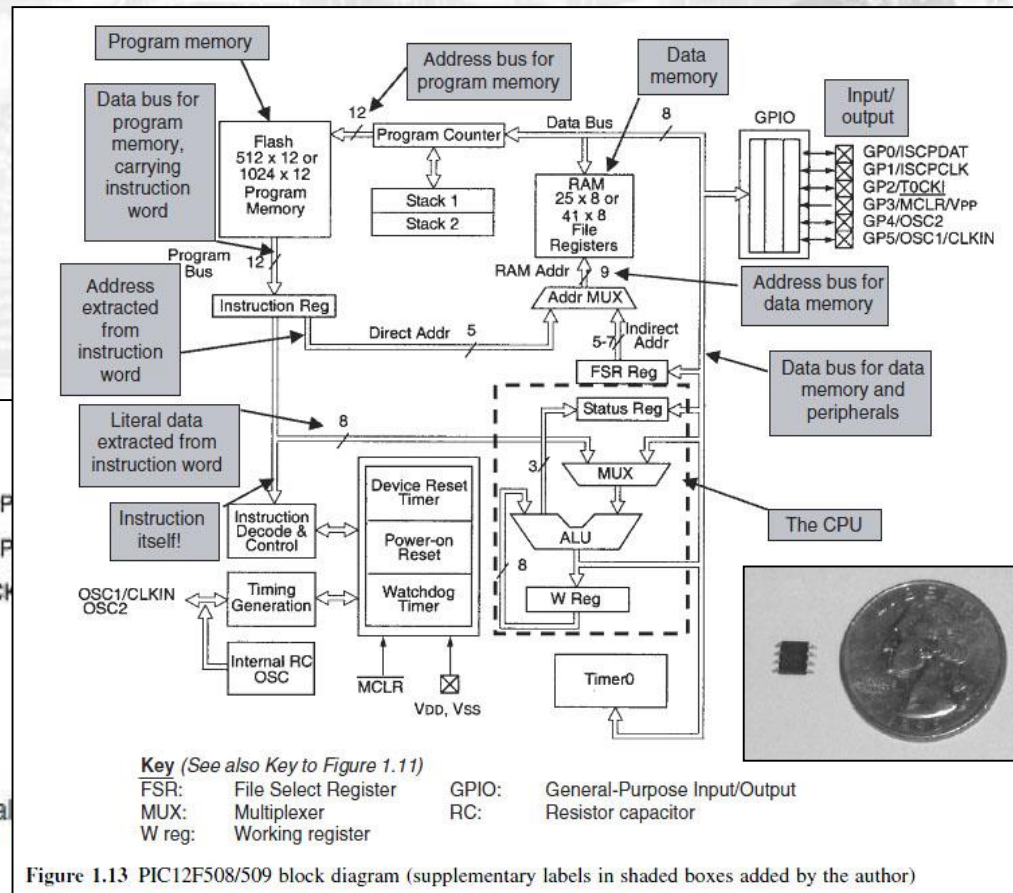 Program memory
Address bus for
program memory
Data
memory
Data bus for
program
memory,
carrying
instruction
word
Input/
output
12
Program Counter
Data Bus
8
GPIO
Flash
512 x 12 or
1024 x 12
Program
Memory
Stack 1
Stack 2
RAM
25 x 8 or
41 x 8
File
Registers
GP0/ISCPDAT
GP1/ISCPCLK
GP2/T0CKI
GP3/MCLR/VPP
GP4/OSC2
GP5/OSC1/CLKIN
Program
Bus
12
RAM Addr
9
Address bus for
data memory
Address
extracted
from
instruction
word
Instruction Reg
Addr MUX
Direct Addr
5
5-7
Indirect
Addr
FSR Reg
Data bus for data
memory and
peripherals
Status Reg
Literal data
extracted from
instruction word
8
3
MUX
Instruction
itself!
Instruction
Decode &
Control
Device Reset
Timer
Power-on
Reset
Watchdog
Timer
ALU
The CPU
8
W Reg
OSC1/CLKIN
OSC2
Timing
Generation
Internal RC
OSC
MCLR
VDD, VSS
Timer0
Key (See also Key to Figure 1.11)
FSR: File Select Register GPIO: General-Purpose Input/Output
MUX: Multiplexer RC: Resistor capacitor
W reg: Working register
Figure 1.13 PIC12F508/509 block diagram (supplementary labels in shaded boxes added by the author)